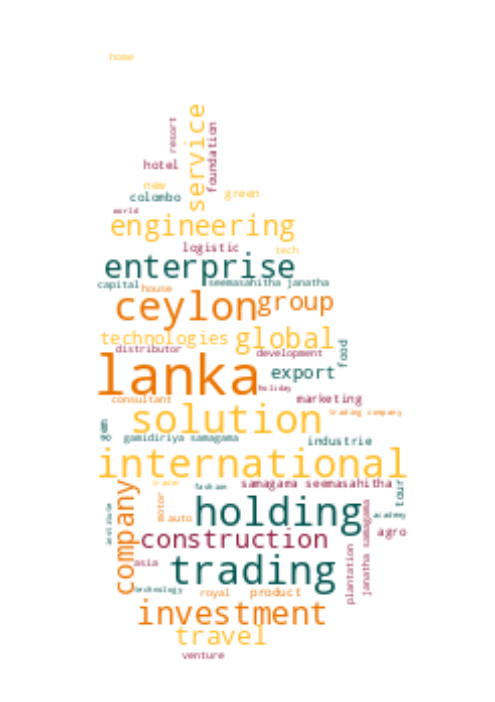 home
service
resort
foundation
hotel
new
green
colombo
world
engineering
logistic
tech
enterprise
capital
house
seemasahitha janatha
ceylon
group
technologies
global
distributor
development
food
lanka
export
holiday
consultant
marketing
trading company
solution
gamidiriya samagama
industrie
international
trader
fashion
samagama seemasahitha
tour
company
institute
motor
auto
holding
academy
construction
janatha samagama
agro
asia
trading
plantation
technology
royal
product
investment
travel
venture